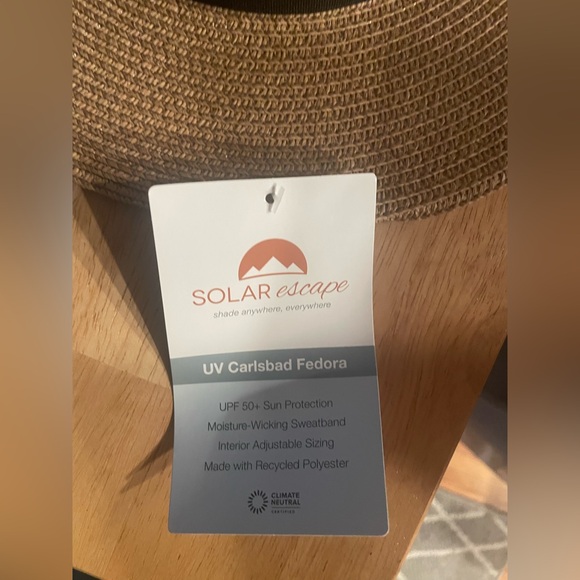 SOLAR escape
shade anywhere, everywhere
UV Carlsbad Fedora
UPF 50+ Sun Protection
Moisture-Wicking Sweatband
Interior Adjustable Sizing
Made with Recycled Polyester
CLIMATE
NEUTRAL
CERTIFIED